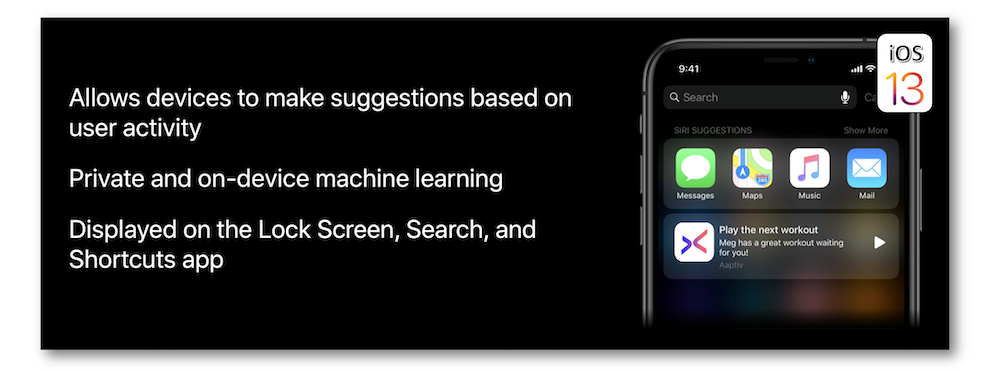 Allows devices to make suggestions based on
user activity
Private and on-device machine learning
Displayed on the Lock Screen, Search, and
Shortcuts app
iOS
13
9:41
Search
SIRI SUGGESTIONS
Show More
Messages
Maps
Music
Mail
Play the next workout
Meg has a great workout waiting
for you!
Aaptiv